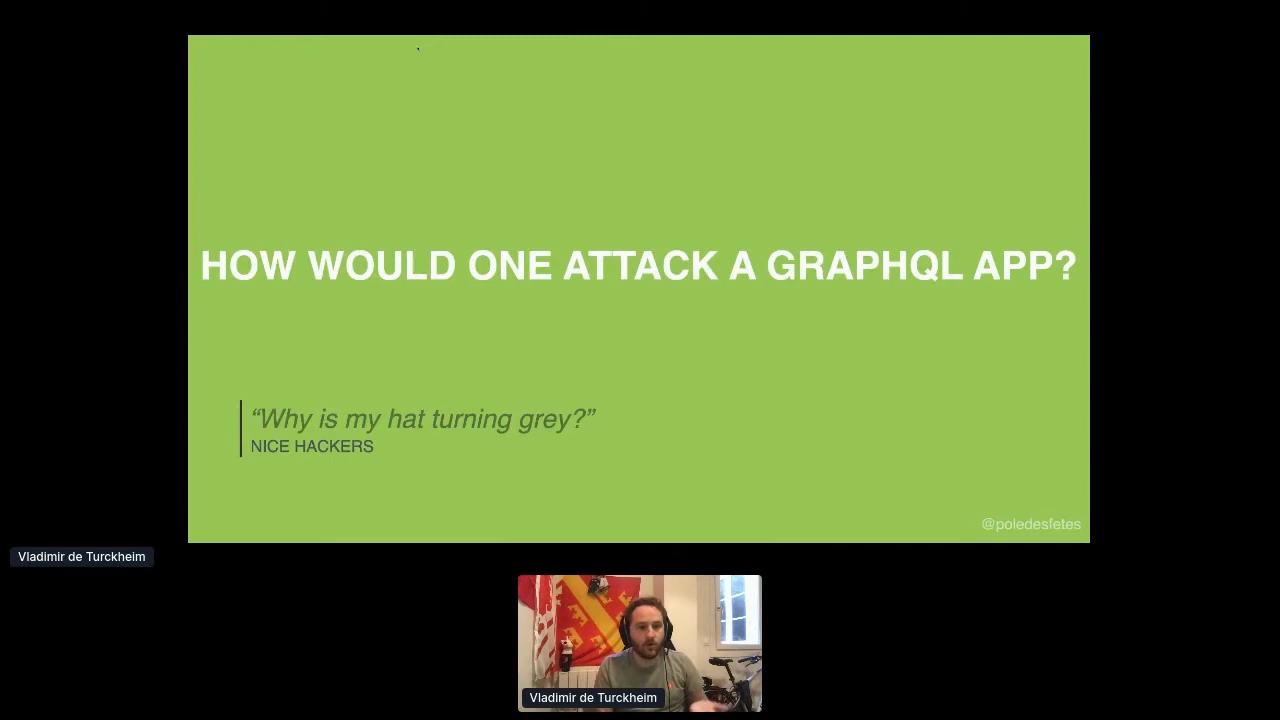 HOW WOULD ONE ATTACK A GRAPHQL APP?
“Why is my hat turning grey?”
NICE HACKERS
@poledesfetes
Vladimir de Turckheim
Vladimir de Turckheim